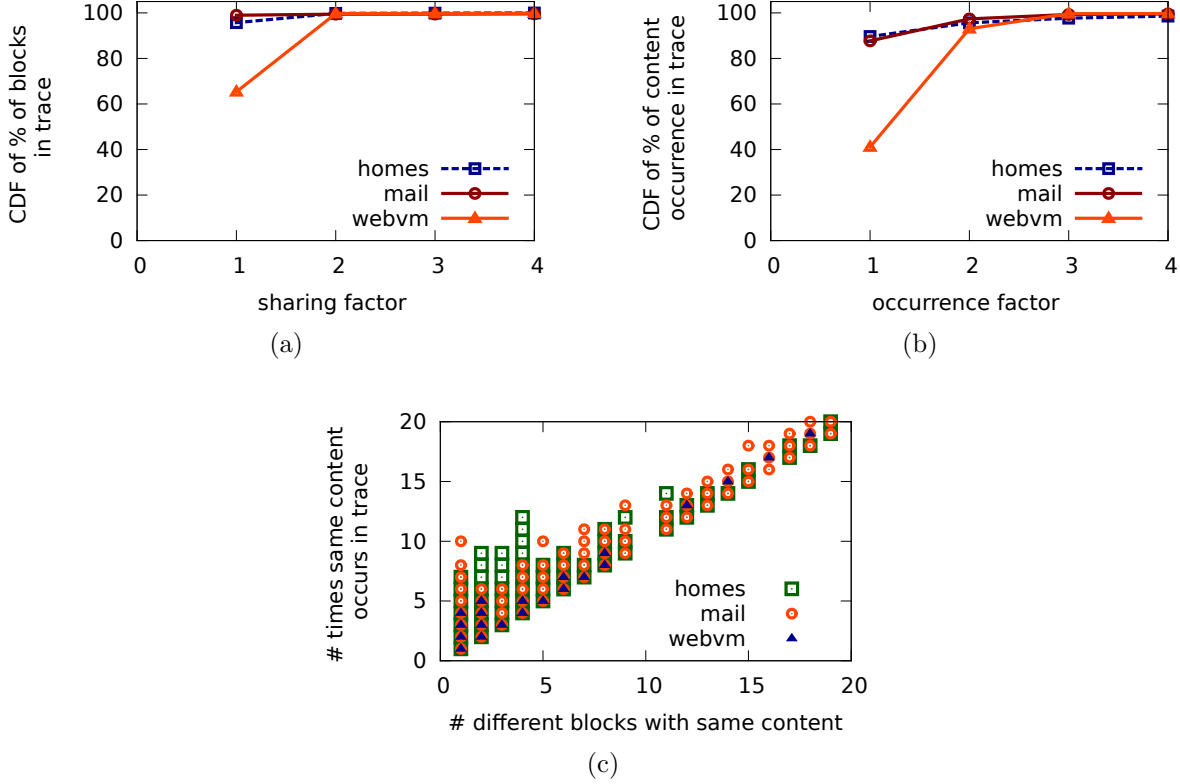 CDF of % of blocks
in trace
100
80
60
40
20
0
homes
mail
webvm
0 1 2 3 4
sharing factor
(a)
CDF of % of content
occurrence in trace
100
80
60
40
20
0
homes
mail
webvm
0 1 2 3 4
occurrence factor
(b)
# times same content
occurs in trace
20
15
10
5
0
homes
mail
webvm
0 5 10 15 20
# different blocks with same content
(c)